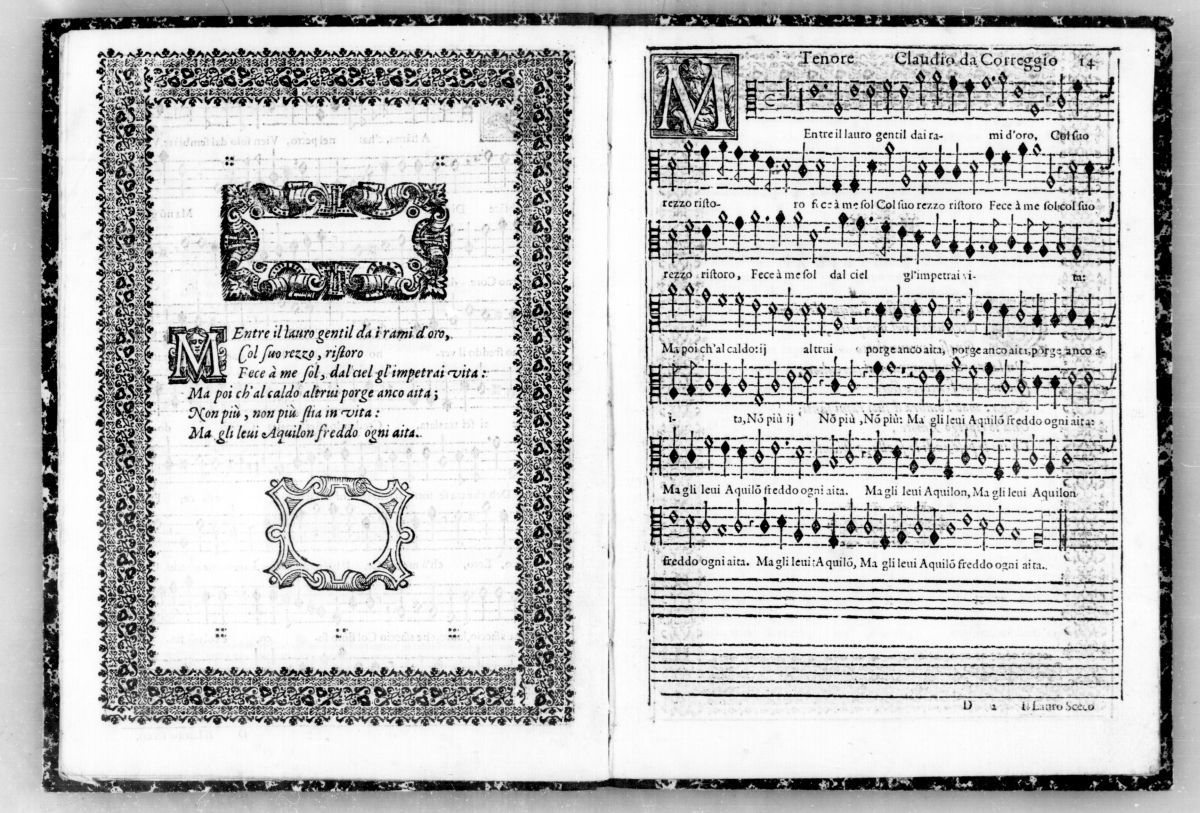 MEntre il lauro gentil da i rami d'oro,
Col suo rezzo, ristoro
Fece à me sol, dal ciel gl'impetrai vita:
Ma poi ch'al caldo altrui porge anco aita;
Non più, non più stia in vita:
Ma gli leui Aquilon freddo ogni aita.
Tenore Claudio da Correggio 14
MEntre il lauro gentil dai ra- mi d'oro, Col suo
rezzo risto- ro fece à me sol Col suo rezzo ristoro Fece à me sol: col suo
rezzo ristoro, Fece à me sol dal ciel gl'impetrai vi- ta:
Ma poi ch'al caldo: ij altrui porge anco aita, porge anco aita, porge anco a-
i ta, Nō più ij Nō più, Nō più: Ma gli leui Aquilō freddo ogni aita:
Ma gli leui Aquilō freddo ogni aita. Ma gli leui Aquilon, Ma gli leui Aquilon
freddo ogni aita. Ma gli leui: Aquilō, Ma gli leui Aquilō freddo ogni aita.
D 2 Il Lauro Secco